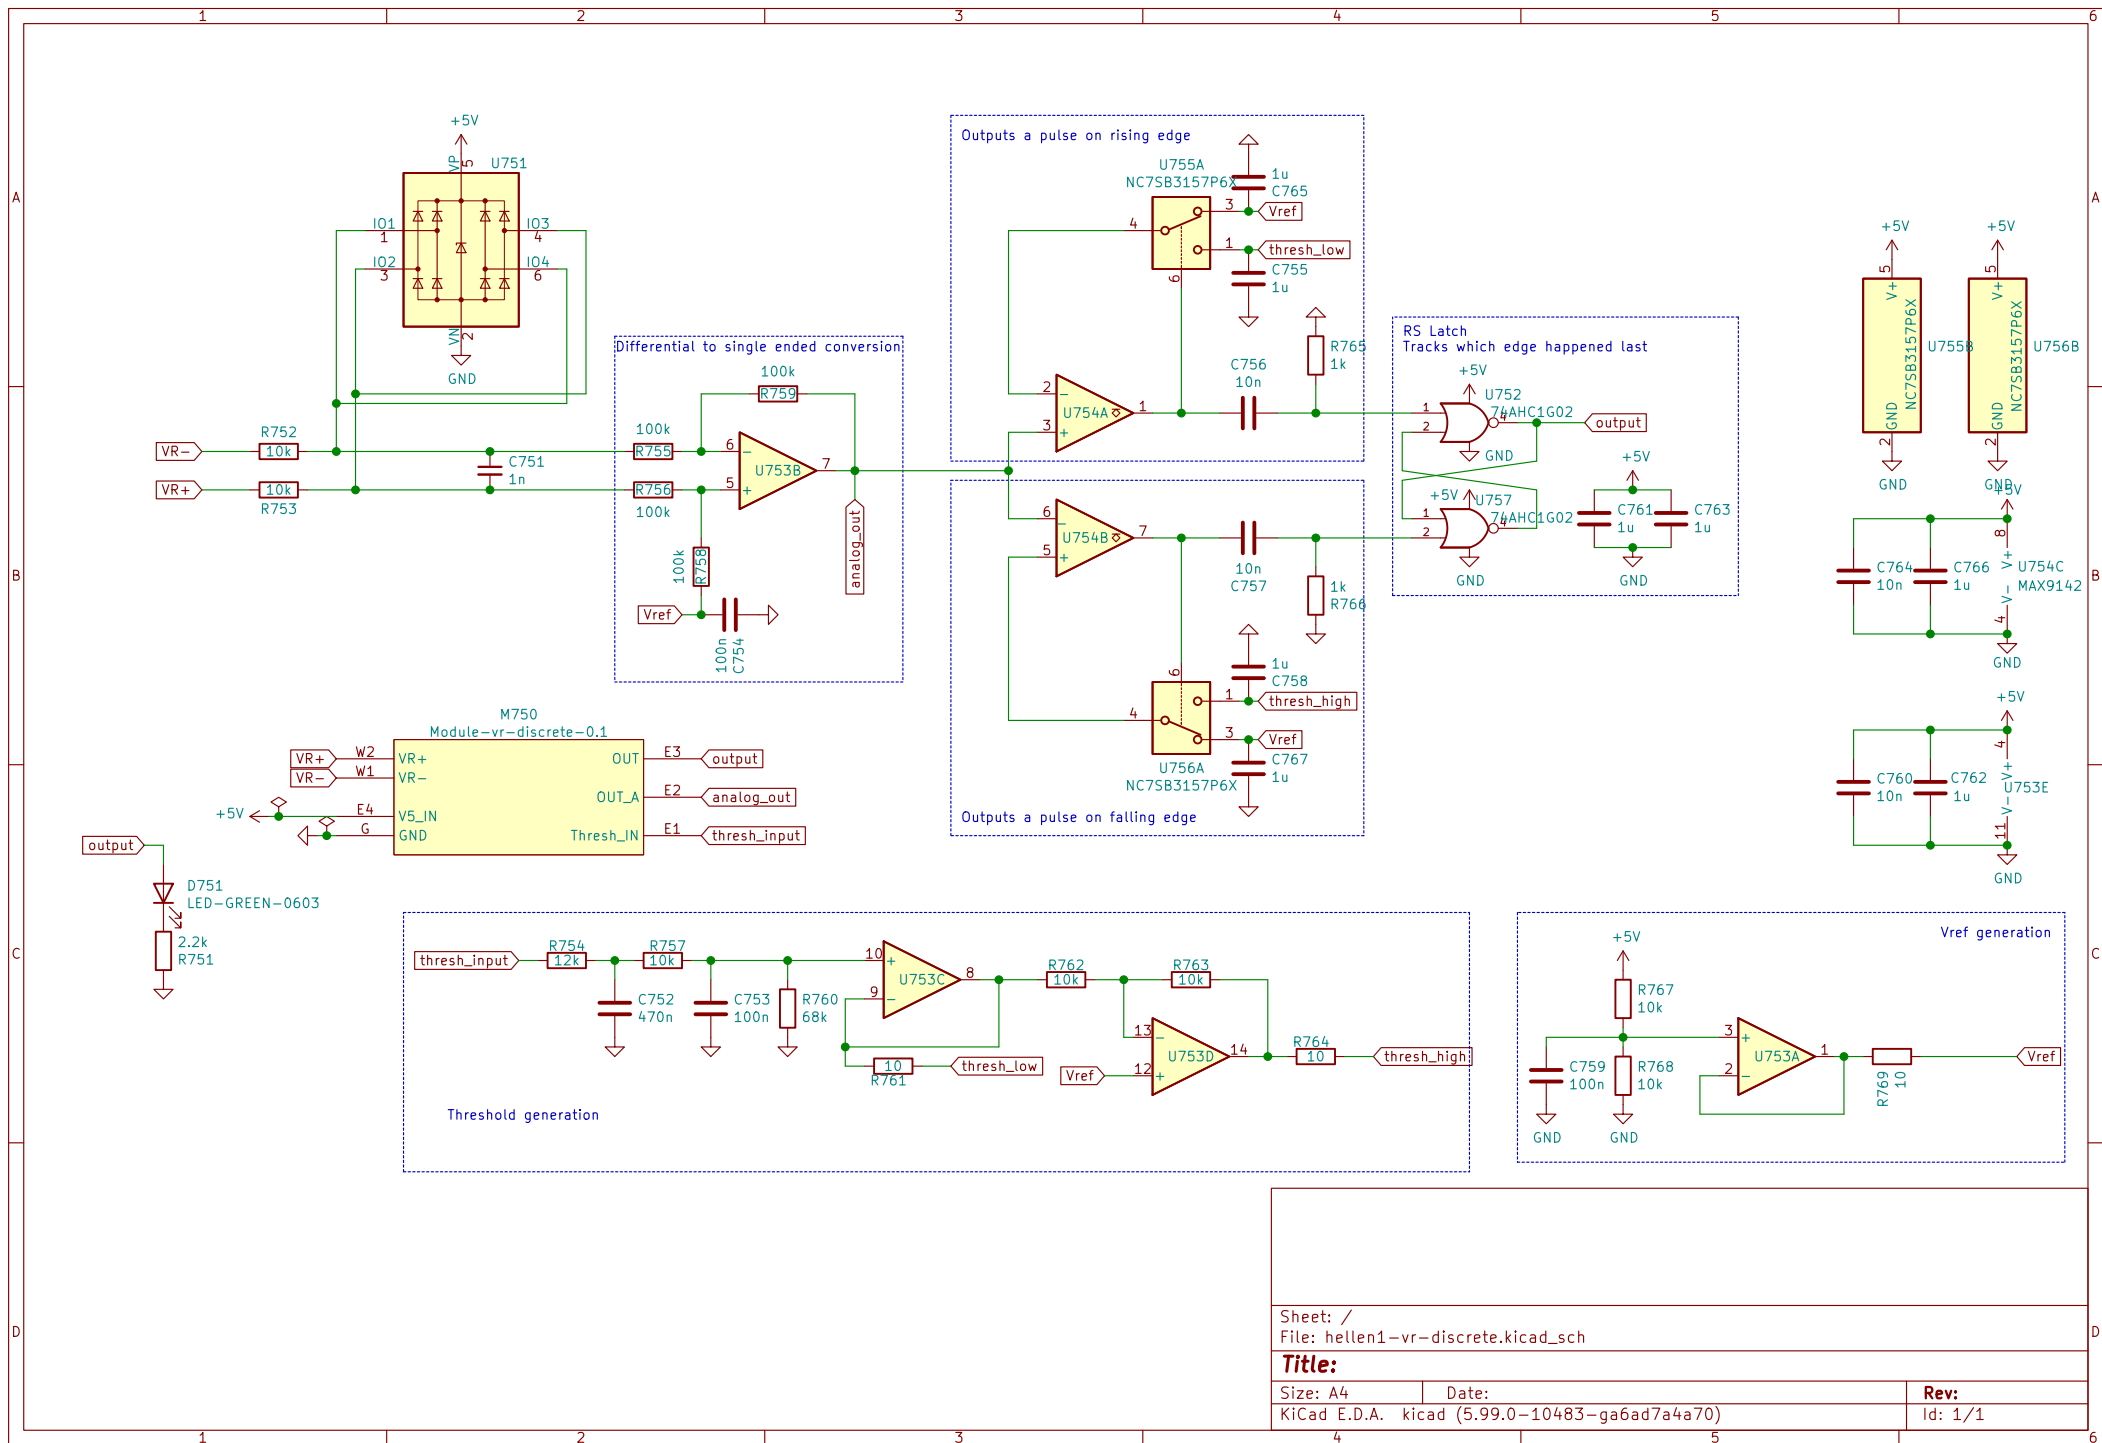 1 2 3 4 5 6
A
B
C
D
A
B
C
D
1 2 3 4 5 6
+5V
U751
VP
5
IO1
1
IO2
3
IO3
4
IO4
6
VN
2
GND
VR-
R752
10k
VR+
10k
R753
C751
1n
Differential to single ended conversion
100k
R759
100k
R755
R756
100k
6
5
7
U753B
100k
R758
Vref
100n
C754
analog_out
Outputs a pulse on rising edge
U755A
NC7SB3157P6X
4
3
1
6
1u
C765
Vref
thresh_low
C755
1u
R765
1k
C756
10n
2
3
1
U754A
6
5
7
U754B
10n
C757
1k
R766
1u
C758
6
4
1
3
thresh_high
Vref
C767
1u
U756A
NC7SB3157P6X
Outputs a pulse on falling edge
RS Latch
Tracks which edge happened last
+5V
U752
74AHC1G02
1
2
4
GND
output
+5V
U757
74AHC1G02
1
2
4
GND
+5V
C761
1u
C763
1u
GND
+5V
5
V+
NC7SB3157P6X
U755B
GND
2
GND
+5V
5
V+
NC7SB3157P6X
U756B
GND
2
GND
+5V
8
V+
C764
10n
C766
1u
U754C
MAX9142
V-
4
GND
+5V
4
V+
C760
10n
C762
1u
U753E
V-
11
GND
M750
Module-vr-discrete-0.1
VR+ W2 VR+ OUT E3 output
VR- W1 VR-
OUT_A E2 analog_out
+5V E4 V5_IN
G GND Thresh_IN E1 thresh_input
output
D751
LED-GREEN-0603
2.2k
R751
thresh_input
R754
12k
R757
10k
C752
470n
C753
100n
R760
68k
10
9
8
U753C
10
R761
thresh_low
R762
10k
R763
10k
13
12
14
U753D
Vref
R764
10
thresh_high
Threshold generation
Vref generation
+5V
R767
10k
C759
100n
R768
10k
GND
GND
3
2
1
U753A
R769
10
Vref
Sheet: /
File: hellen1-vr-discrete.kicad_sch
Title:
Size: A4 Date: Rev:
KiCad E.D.A. kicad (5.99.0-10483-ga6ad7a4a70) Id: 1/1